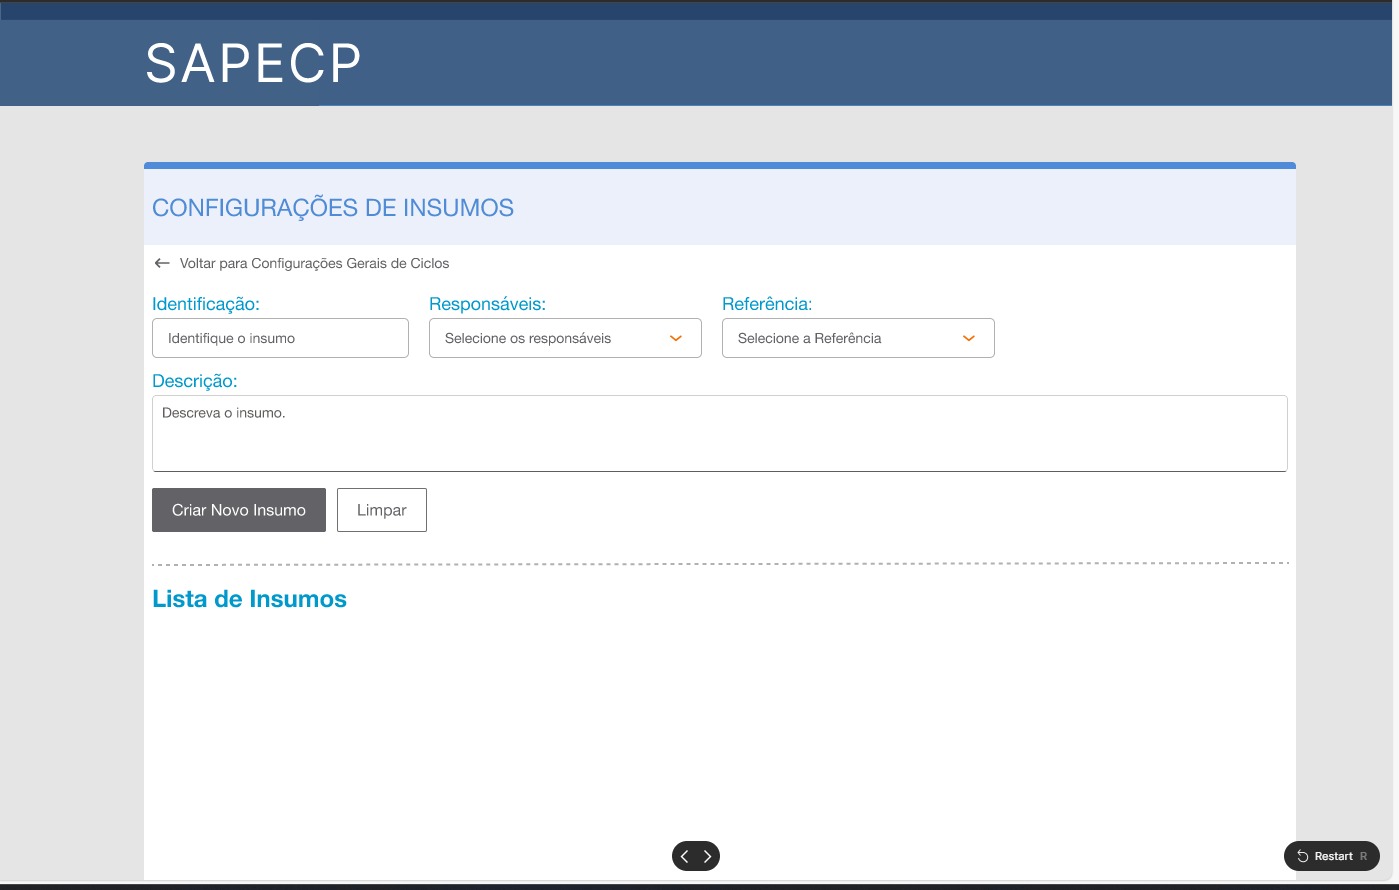 SAPECP
CONFIGURAÇÕES DE INSUMOS
Voltar para Configurações Gerais de Ciclos
Identificação: Responsáveis: Referência:
Identifique o insumo Selecione os responsáveis Selecione a Referência
Descrição:
Descreva o insumo.
Criar Novo Insumo Limpar
Lista de Insumos
Restart R